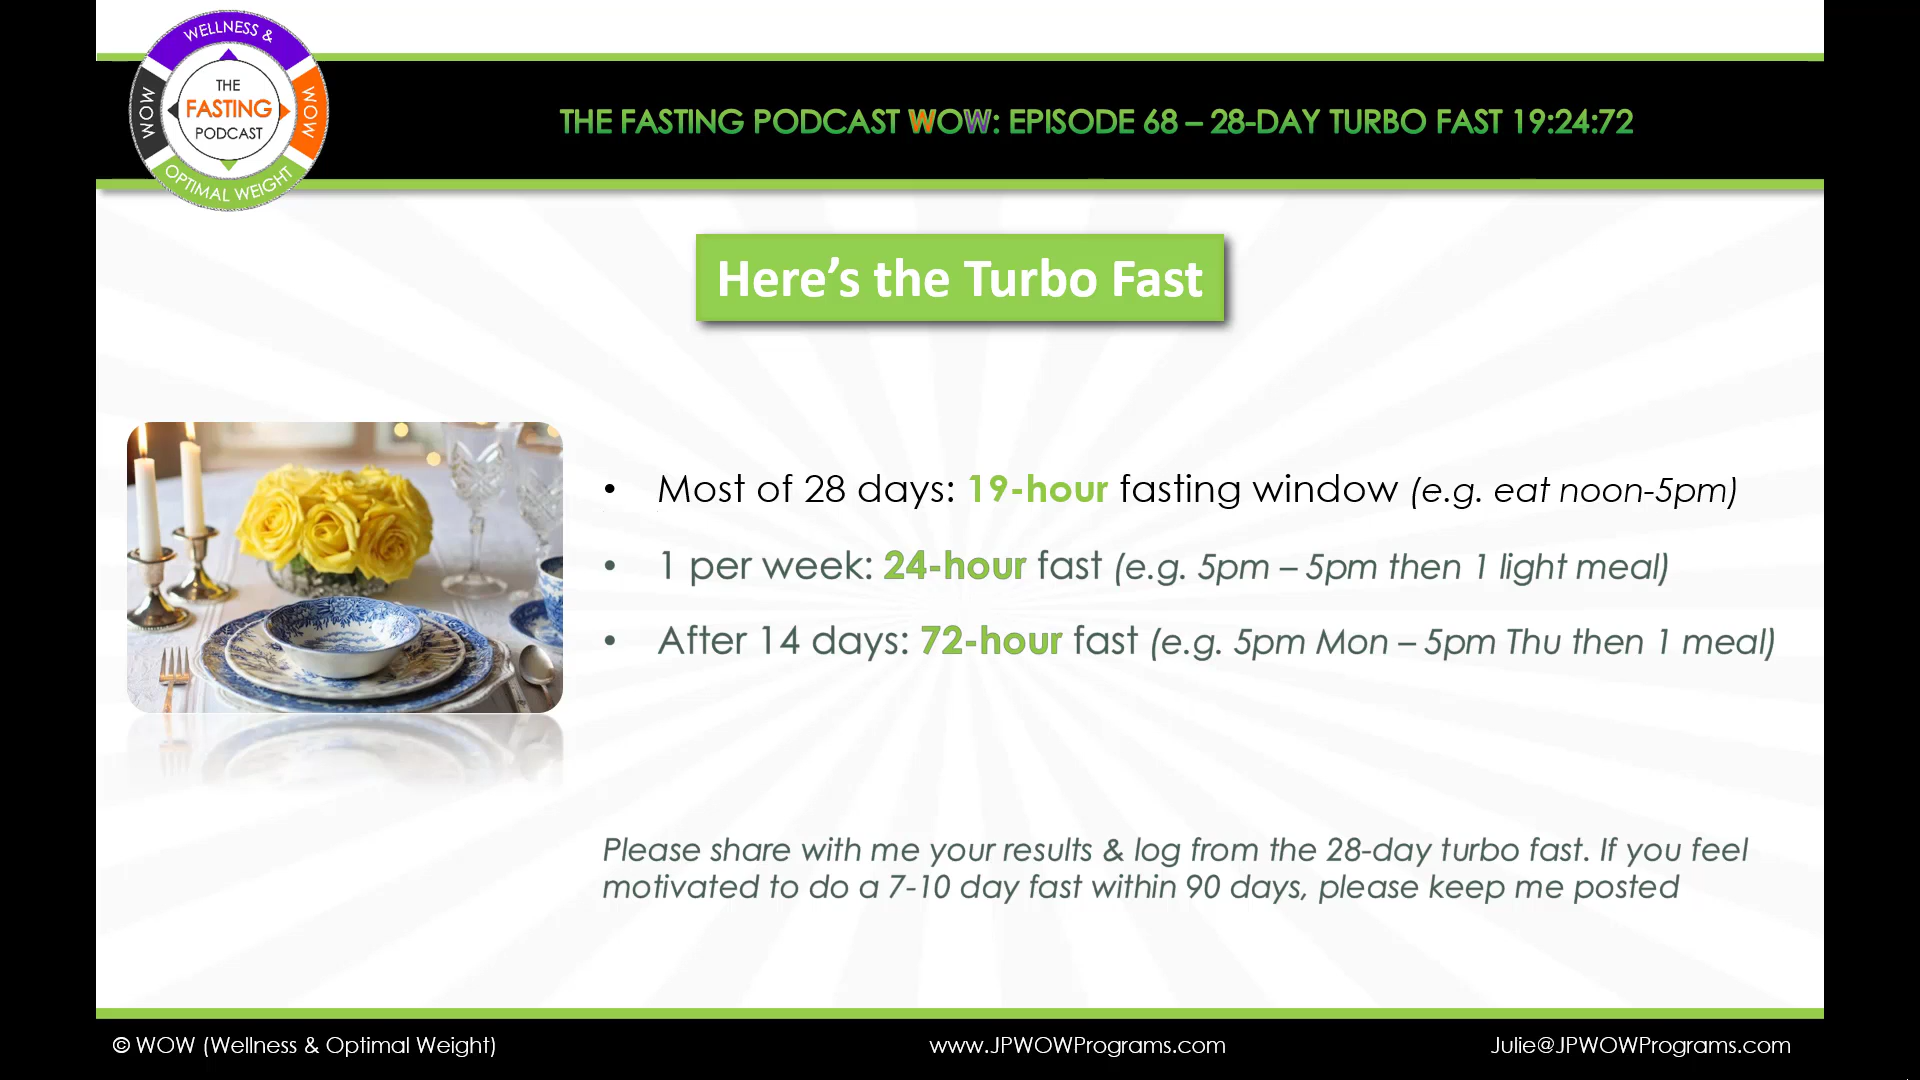 WELLNESS &
WOW
THE
FASTING
PODCAST
WOW
OPTIMAL WEIGHT
THE FASTING PODCAST WOW: EPISODE 68 – 28-DAY TURBO FAST 19:24:72
Here’s the Turbo Fast
• Most of 28 days: 19-hour fasting window (e.g. eat noon-5pm)
• 1 per week: 24-hour fast (e.g. 5pm – 5pm then 1 light meal)
• After 14 days: 72-hour fast (e.g. 5pm Mon – 5pm Thu then 1 meal)
Please share with me your results & log from the 28-day turbo fast. If you feel
motivated to do a 7-10 day fast within 90 days, please keep me posted
© WOW (Wellness & Optimal Weight)
www.JPWOWPrograms.com
Julie@JPWOWPrograms.com